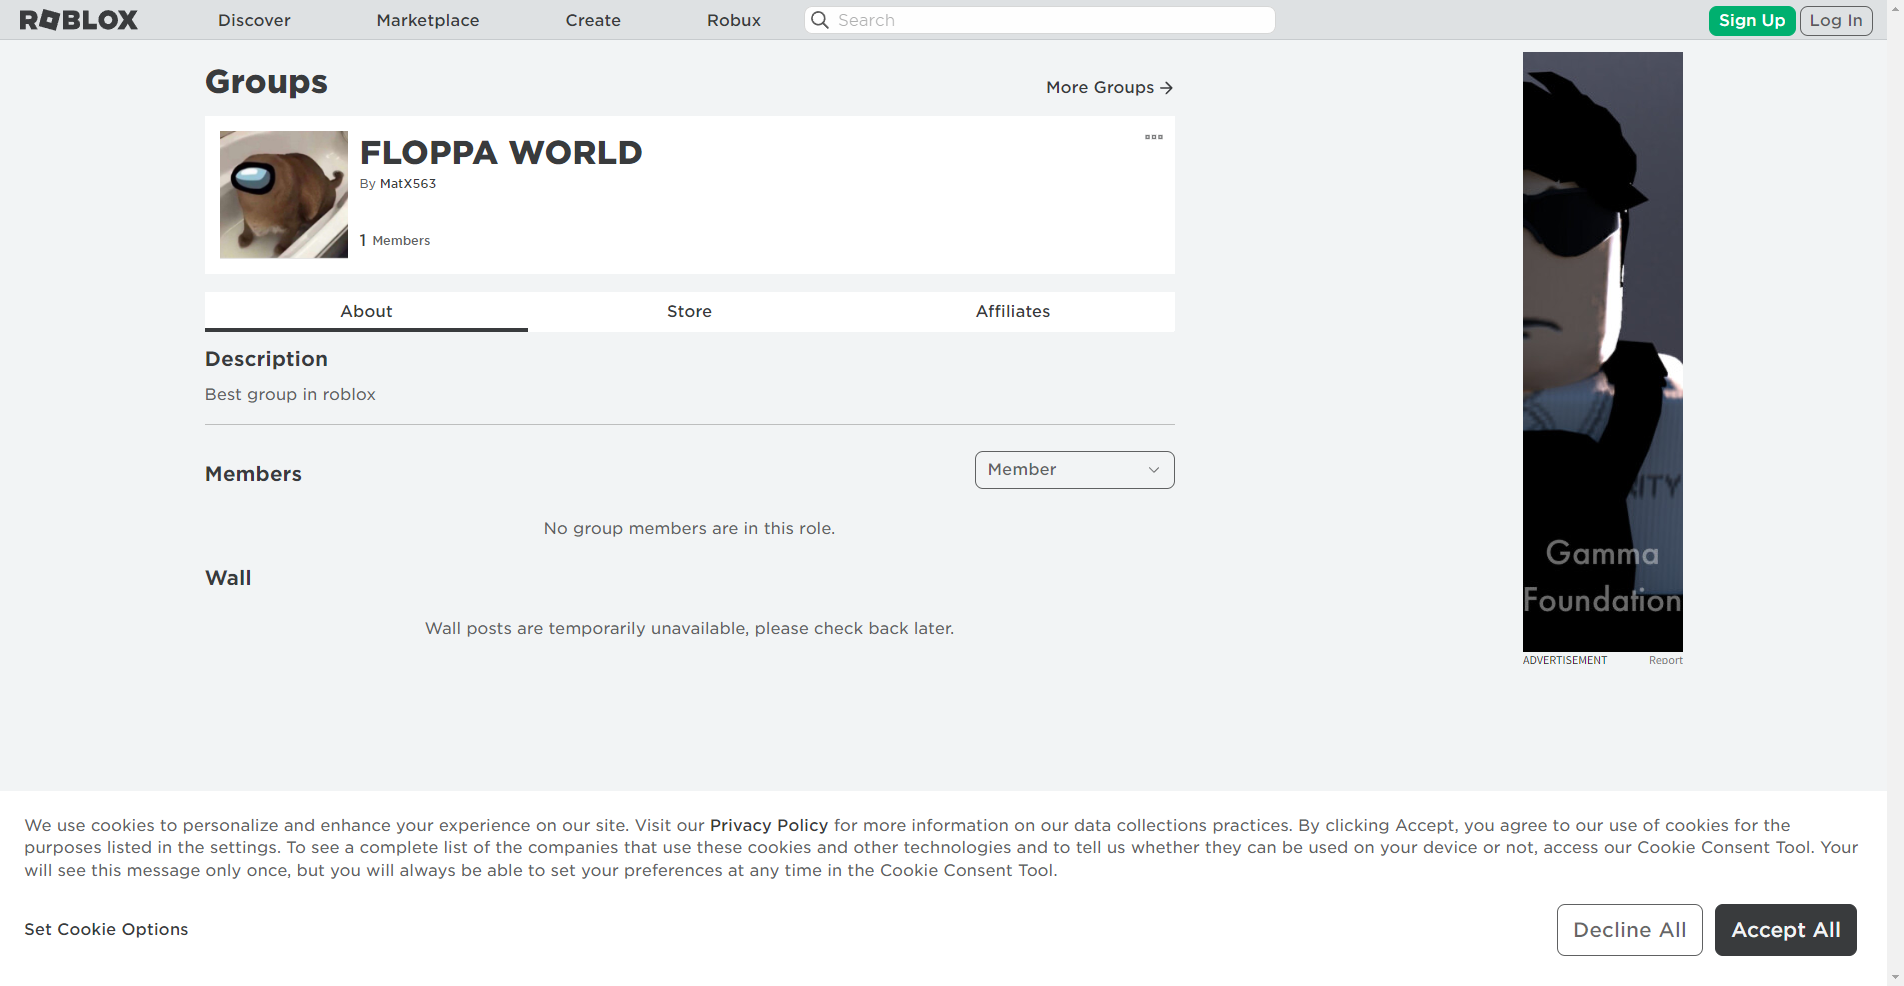 ROBLOX
Discover
Marketplace
Create
Robux
Search
Sign Up
Log In
Groups
More Groups
FLOPPA WORLD
By MatX563
1 Members
About
Store
Affiliates
Description
Best group in roblox
Members
Member
No group members are in this role.
Wall
Wall posts are temporarily unavailable, please check back later.
RITY
Gamma
Foundation
ADVERTISEMENT
Report
We use cookies to personalize and enhance your experience on our site. Visit our Privacy Policy for more information on our data collections practices. By clicking Accept, you agree to our use of cookies for the
purposes listed in the settings. To see a complete list of the companies that use these cookies and other technologies and to tell us whether they can be used on your device or not, access our Cookie Consent Tool. Your
will see this message only once, but you will always be able to set your preferences at any time in the Cookie Consent Tool.
Set Cookie Options
Decline All
Accept All